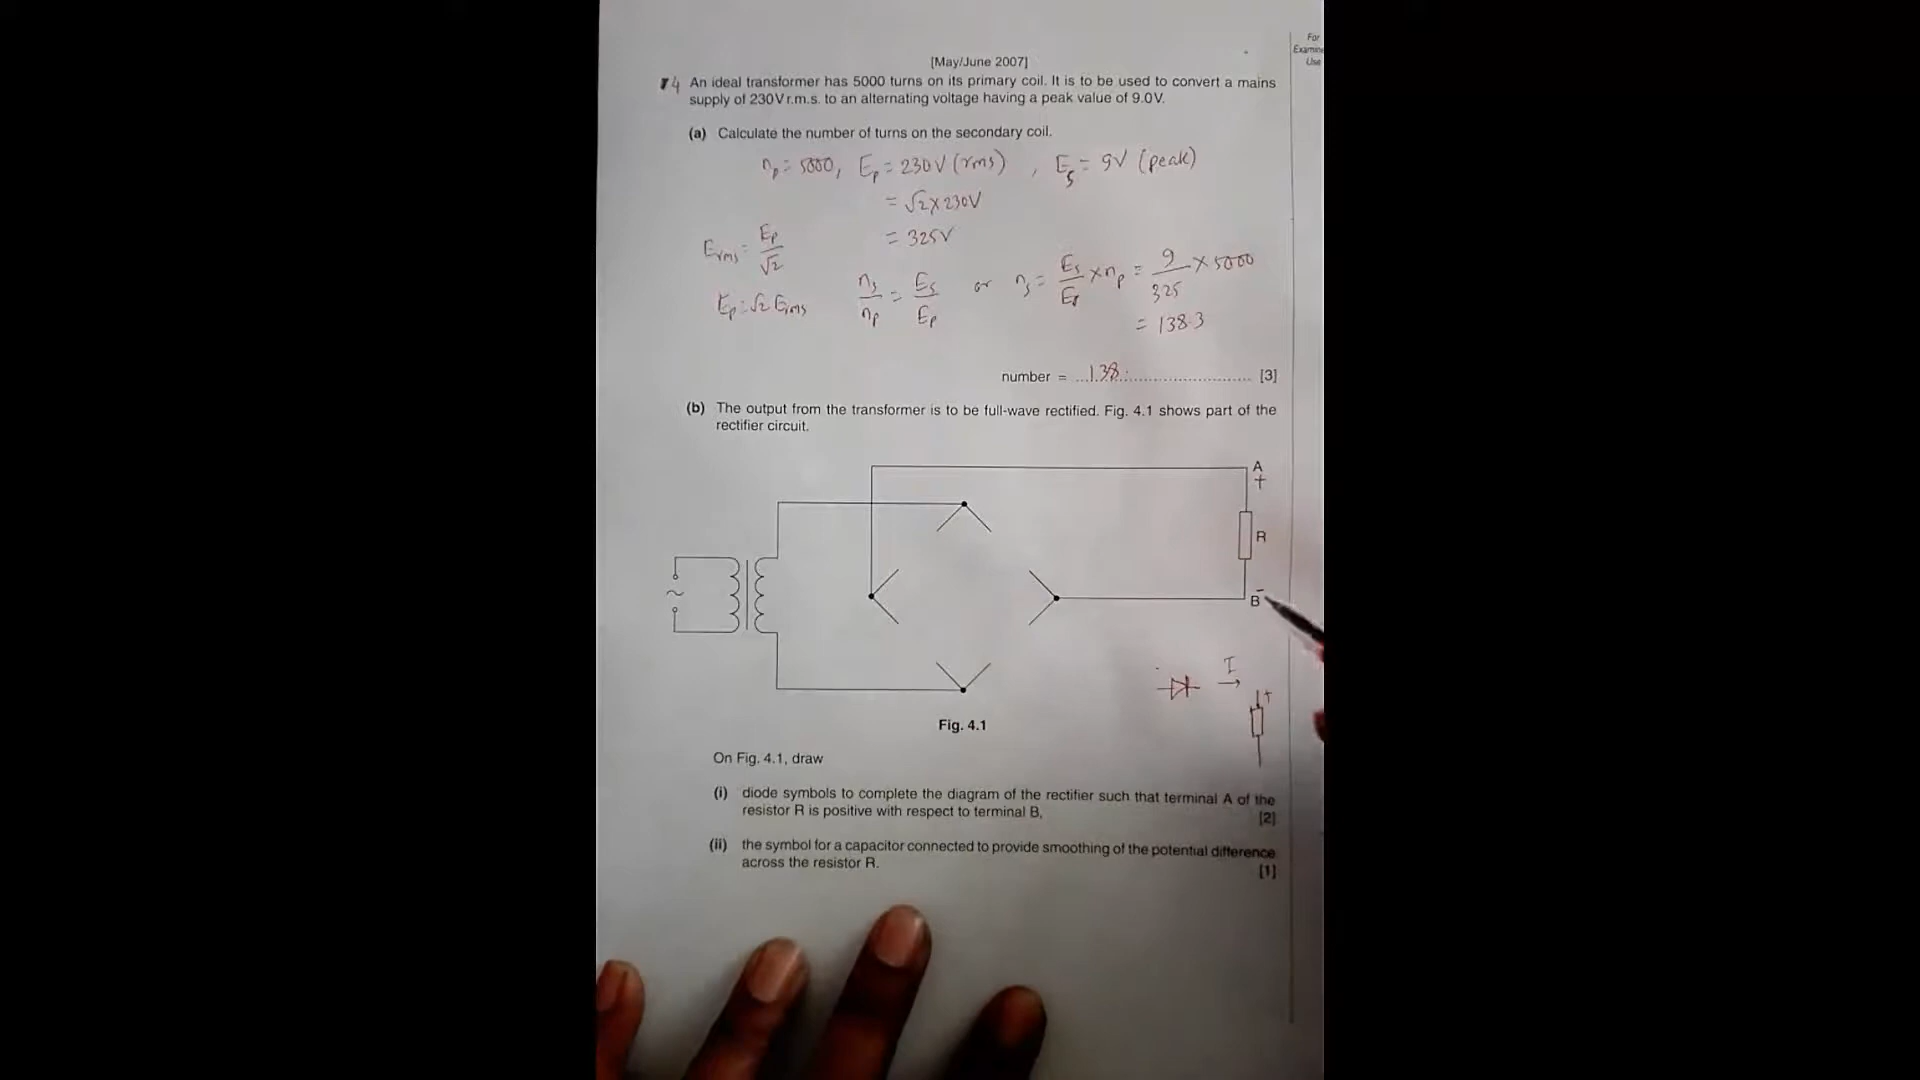 For
Examine
Use
[May/June 2007]
4 An ideal transformer has 5000 turns on its primary coil. It is to be used to convert a mains
supply of 230V r.m.s. to an alternating voltage having a peak value of 9.0V.
(a) Calculate the number of turns on the secondary coil.
np = 5000, Ep = 230V (rms) , Es = 9V (peak)
= √2 × 230V
= 325V
Erms = Ep/√2
Ep = √2 Erms
ns/np = Es/Ep or ns = Es/Ep × np = 9/325 × 5000
= 138.3
number = ...138............................. [3]
(b) The output from the transformer is to be full-wave rectified. Fig. 4.1 shows part of the
rectifier circuit.
A
+
R
B
-
~
I
+
Fig. 4.1
On Fig. 4.1, draw
(i) diode symbols to complete the diagram of the rectifier such that terminal A of the
resistor R is positive with respect to terminal B,
[2]
(ii) the symbol for a capacitor connected to provide smoothing of the potential difference
across the resistor R.
[1]